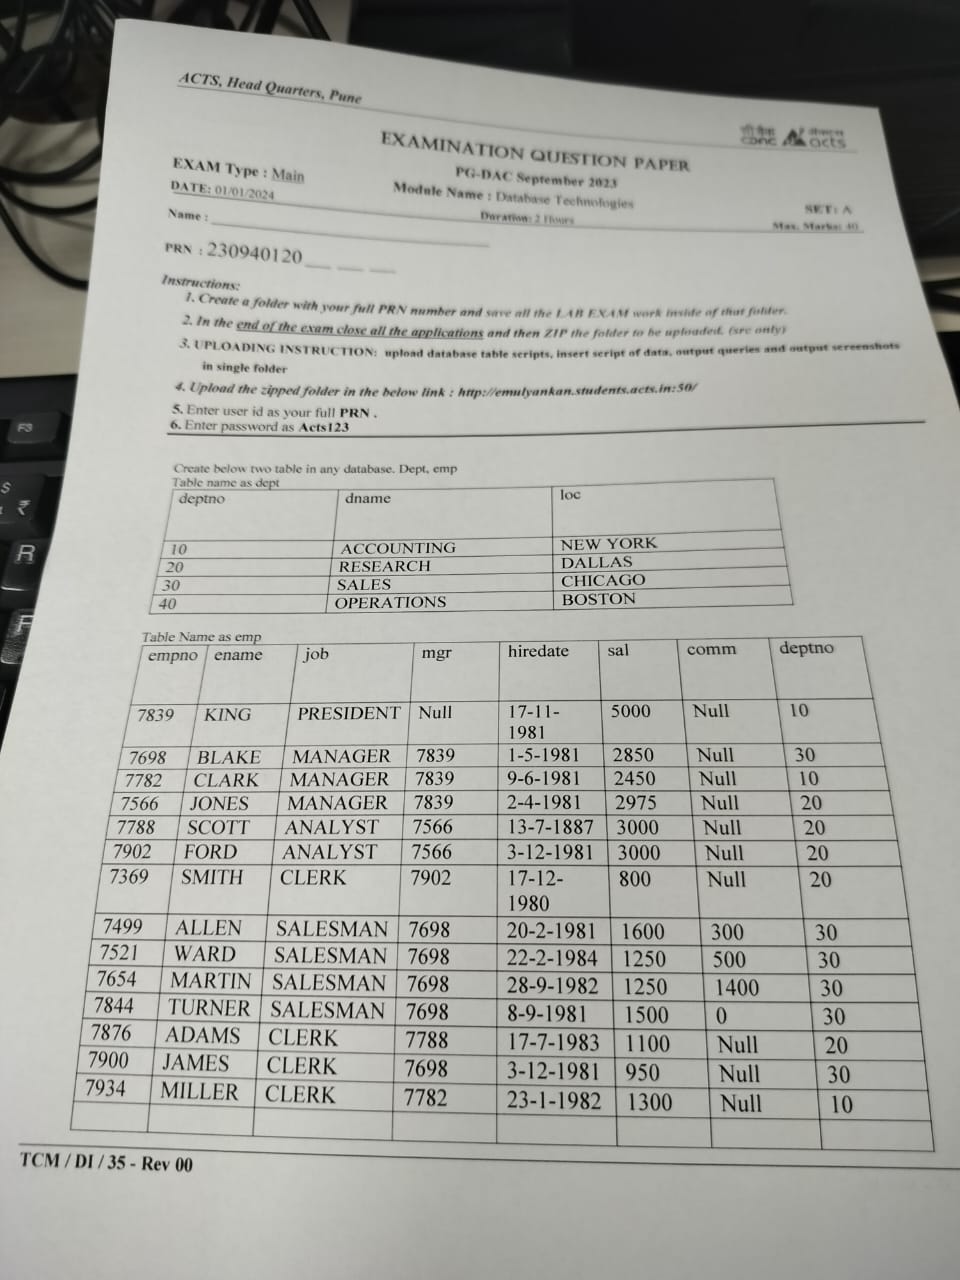 ACTS, Head Quarters, Pune
सी डैक
CDAC acts
EXAMINATION QUESTION PAPER
EXAM Type : Main
PG-DAC September 2023
DATE: 01/01/2024
Module Name : Database Technologies
SET: A
Name :
Duration: 2 Hours
Max. Marks: 40
PRN : 230940120__ __ __
Instructions:
1. Create a folder with your full PRN number and save all the LAB EXAM work inside of that folder.
2. In the end of the exam close all the applications and then ZIP the folder to be uploaded. (src only)
3. UPLOADING INSTRUCTION: upload database table scripts, insert script of data, output queries and output screenshots
in single folder
4. Upload the zipped folder in the below link : http://emulyankan.students.acts.in:50/
5. Enter user id as your full PRN .
6. Enter password as Acts123
Create below two table in any database. Dept, emp
Table name as dept
deptno dname loc
10 ACCOUNTING NEW YORK
20 RESEARCH DALLAS
30 SALES CHICAGO
40 OPERATIONS BOSTON
Table Name as emp
empno ename job mgr hiredate sal comm deptno
7839 KING PRESIDENT Null 17-11- 5000 Null 10
1981
7698 BLAKE MANAGER 7839 1-5-1981 2850 Null 30
7782 CLARK MANAGER 7839 9-6-1981 2450 Null 10
7566 JONES MANAGER 7839 2-4-1981 2975 Null 20
7788 SCOTT ANALYST 7566 13-7-1887 3000 Null 20
7902 FORD ANALYST 7566 3-12-1981 3000 Null 20
7369 SMITH CLERK 7902 17-12- 800 Null 20
1980
7499 ALLEN SALESMAN 7698 20-2-1981 1600 300 30
7521 WARD SALESMAN 7698 22-2-1984 1250 500 30
7654 MARTIN SALESMAN 7698 28-9-1982 1250 1400 30
7844 TURNER SALESMAN 7698 8-9-1981 1500 0 30
7876 ADAMS CLERK 7788 17-7-1983 1100 Null 20
7900 JAMES CLERK 7698 3-12-1981 950 Null 30
7934 MILLER CLERK 7782 23-1-1982 1300 Null 10
TCM / DI / 35 - Rev 00
F3
$
₹
R
F